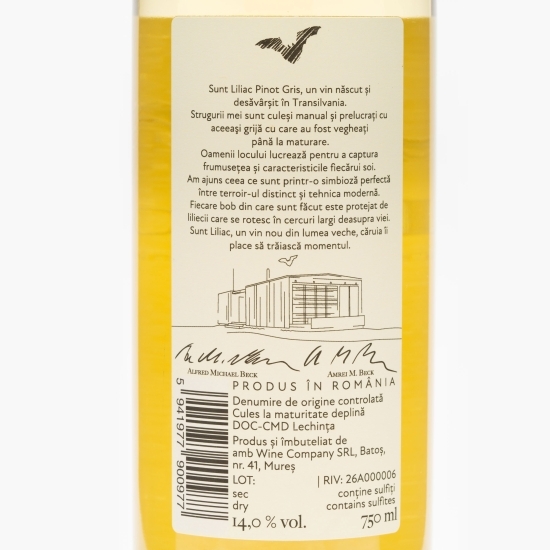 Sunt Liliac Pinot Gris, un vin născut și
desăvârșit în Transilvania.
Strugurii mei sunt culeși manual și prelucrați cu
aceeaşi grijă cu care au fost vegheați
până la maturare.
Oamenii locului lucrează pentru a captura
frumusețea și caracteristicile fiecărui soi.
Am ajuns ceea ce sunt printr-o simbioză perfectă
între terroir-ul distinct și tehnica modernă.
Fiecare bob din care sunt făcut este protejat de
liliecii care se rotesc în cercuri largi deasupra viei.
Sunt Liliac, un vin nou din lumea veche, căruia îi
place să trăiască momentul.
ALFRED MICHAEL BECK AMREI M. BECK
PRODUS ÎN ROMÂNIA
Denumire de origine controlată
Cules la maturitate deplină
DOC-CMD Lechința
Produs și îmbuteliat de
amb Wine Company SRL, Batoș,
nr. 41, Mureș
LOT: | RIV: 26A000006
sec conține sulfiți
dry contains sulfites
14,0 % vol. 750 ml
5 941977 900977